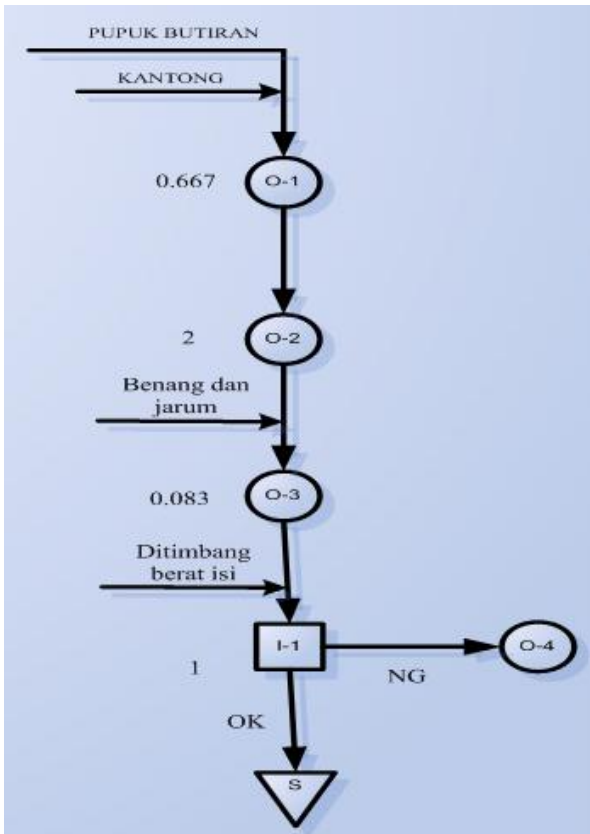 PUPUK BUTIRAN
KANTONG
0.667
O-1
2
O-2
Benang dan
jarum
0.083
O-3
Ditimbang
berat isi
I-1
O-4
1
NG
OK
S